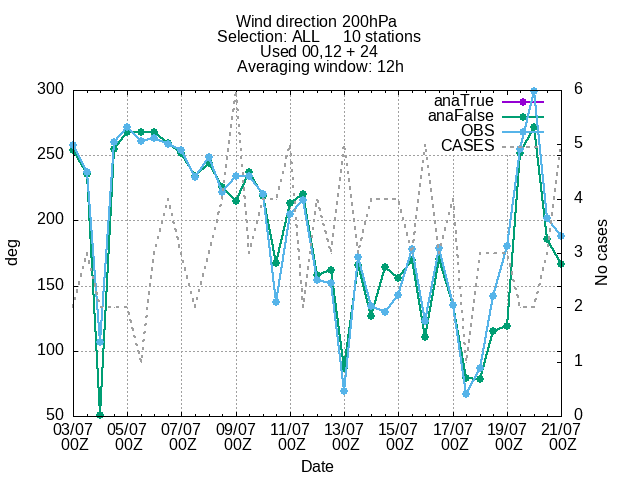 Wind direction 200hPa
Selection: ALL 10 stations
Used 00,12 + 24
Averaging window: 12h
anaTrue
anaFalse
OBS
CASES
300
250
200
150
100
50
deg
6
5
4
3
2
1
0
No cases
03/07 05/07 07/07 09/07 11/07 13/07 15/07 17/07 19/07 21/07
00Z 00Z 00Z 00Z 00Z 00Z 00Z 00Z 00Z 00Z
Date